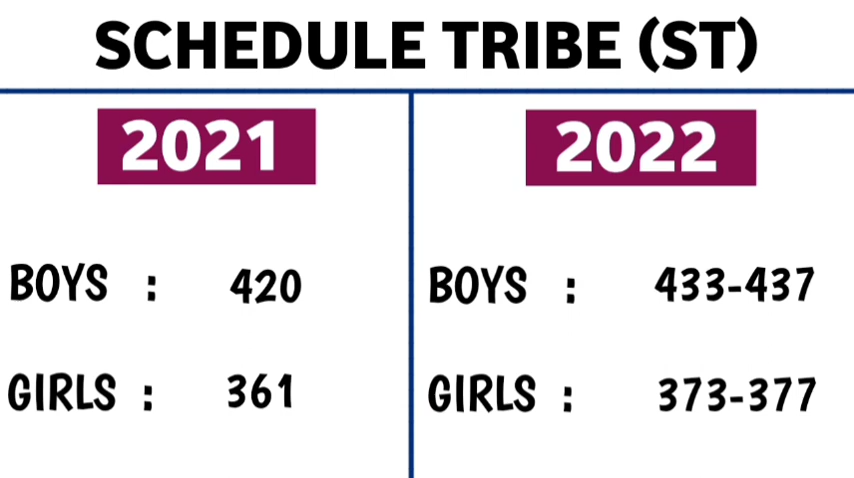 SCHEDULE TRIBE (ST)
2021
BOYS : 420
GIRLS : 361
2022
BOYS : 433-437
GIRLS : 373-377